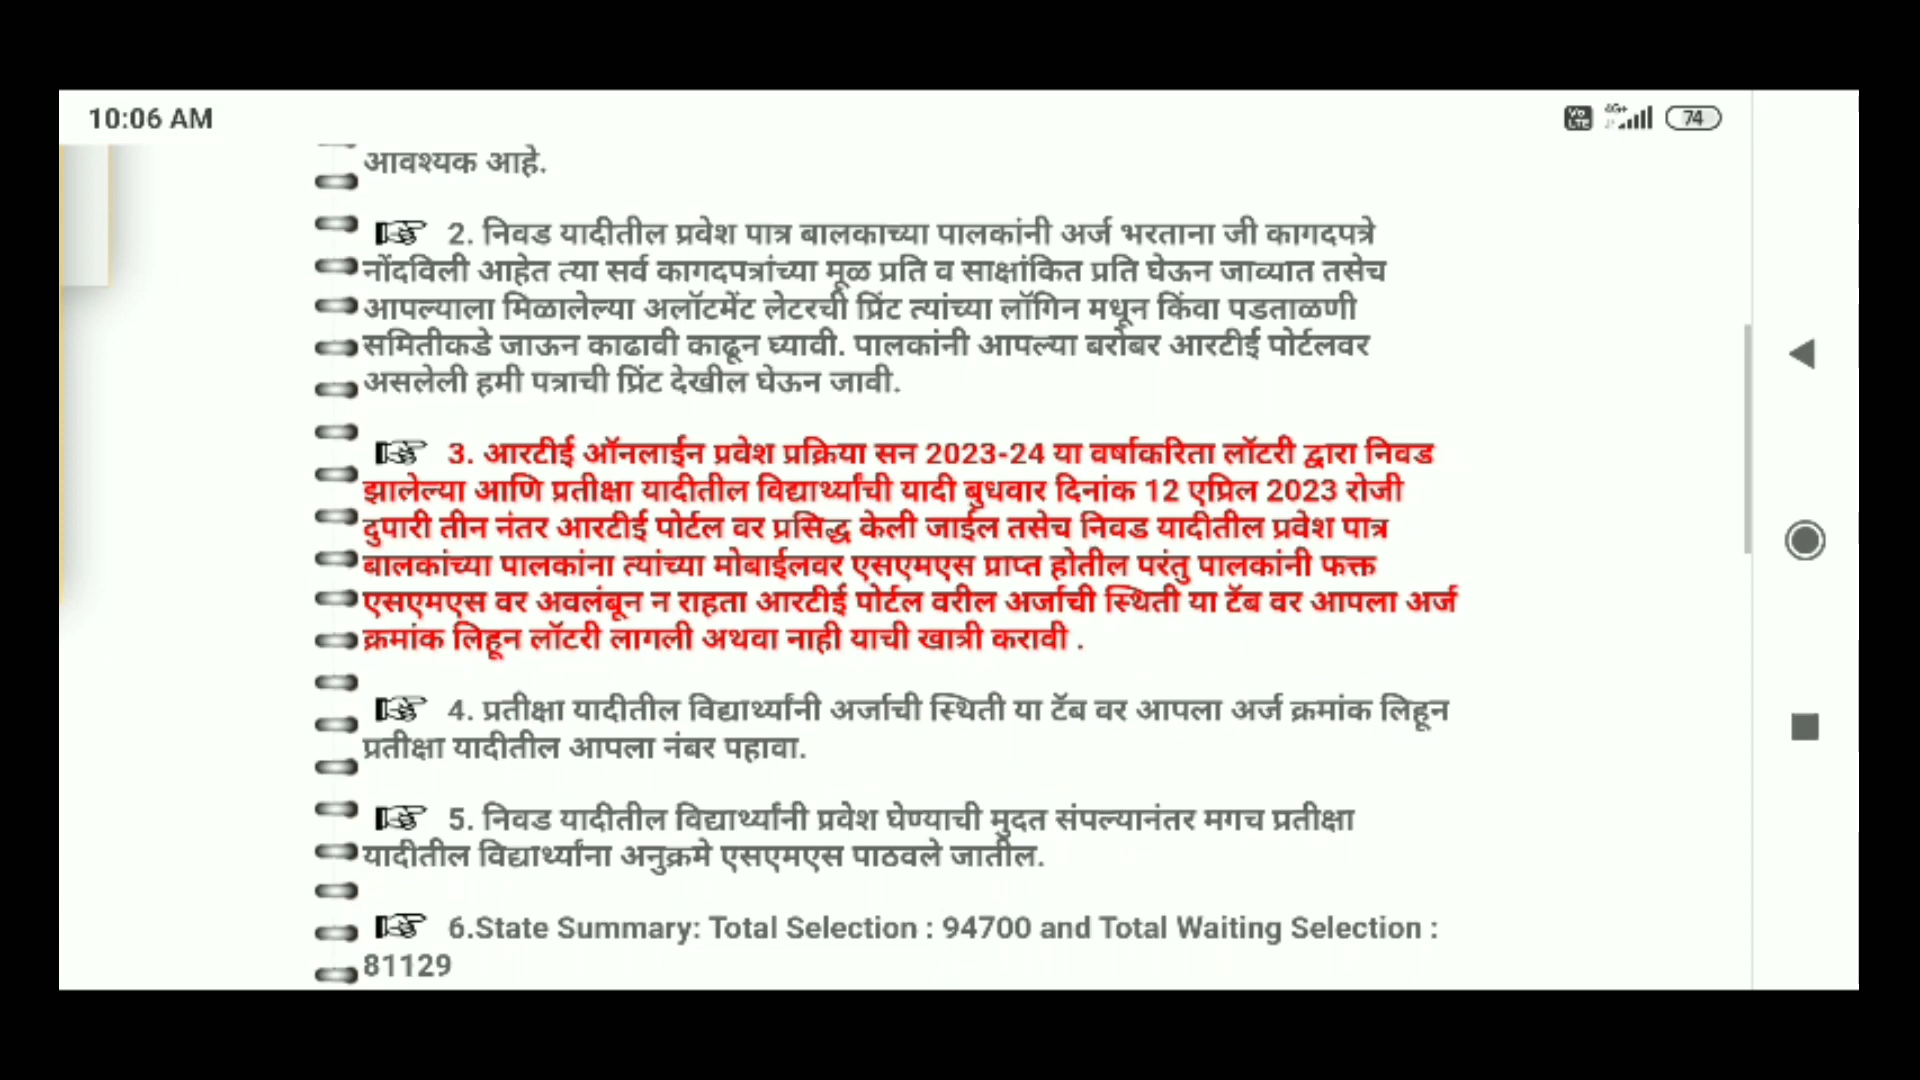 10:06 AM
Vo LTE 4G+ 74
आवश्यक आहे.
2. निवड यादीतील प्रवेश पात्र बालकाच्या पालकांनी अर्ज भरताना जी कागदपत्रे
नोंदविली आहेत त्या सर्व कागदपत्रांच्या मूळ प्रति व साक्षांकित प्रति घेऊन जाव्यात तसेच
आपल्याला मिळालेल्या अलॉटमेंट लेटरची प्रिंट त्यांच्या लॉगिन मधून किंवा पडताळणी
समितीकडे जाऊन काढावी काढून घ्यावी. पालकांनी आपल्या बरोबर आरटीई पोर्टलवर
असलेली हमी पत्राची प्रिंट देखील घेऊन जावी.
3. आरटीई ऑनलाईन प्रवेश प्रक्रिया सन 2023-24 या वर्षाकरिता लॉटरी द्वारा निवड
झालेल्या आणि प्रतीक्षा यादीतील विद्यार्थ्यांची यादी बुधवार दिनांक 12 एप्रिल 2023 रोजी
दुपारी तीन नंतर आरटीई पोर्टल वर प्रसिद्ध केली जाईल तसेच निवड यादीतील प्रवेश पात्र
बालकांच्या पालकांना त्यांच्या मोबाईलवर एसएमएस प्राप्त होतील परंतु पालकांनी फक्त
एसएमएस वर अवलंबून न राहता आरटीई पोर्टल वरील अर्जाची स्थिती या टॅब वर आपला अर्ज
क्रमांक लिहून लॉटरी लागली अथवा नाही याची खात्री करावी .
4. प्रतीक्षा यादीतील विद्यार्थ्यांनी अर्जाची स्थिती या टॅब वर आपला अर्ज क्रमांक लिहून
प्रतीक्षा यादीतील आपला नंबर पहावा.
5. निवड यादीतील विद्यार्थ्यांनी प्रवेश घेण्याची मुदत संपल्यानंतर मगच प्रतीक्षा
यादीतील विद्यार्थ्यांना अनुक्रमे एसएमएस पाठवले जातील.
6.State Summary: Total Selection : 94700 and Total Waiting Selection :
81129